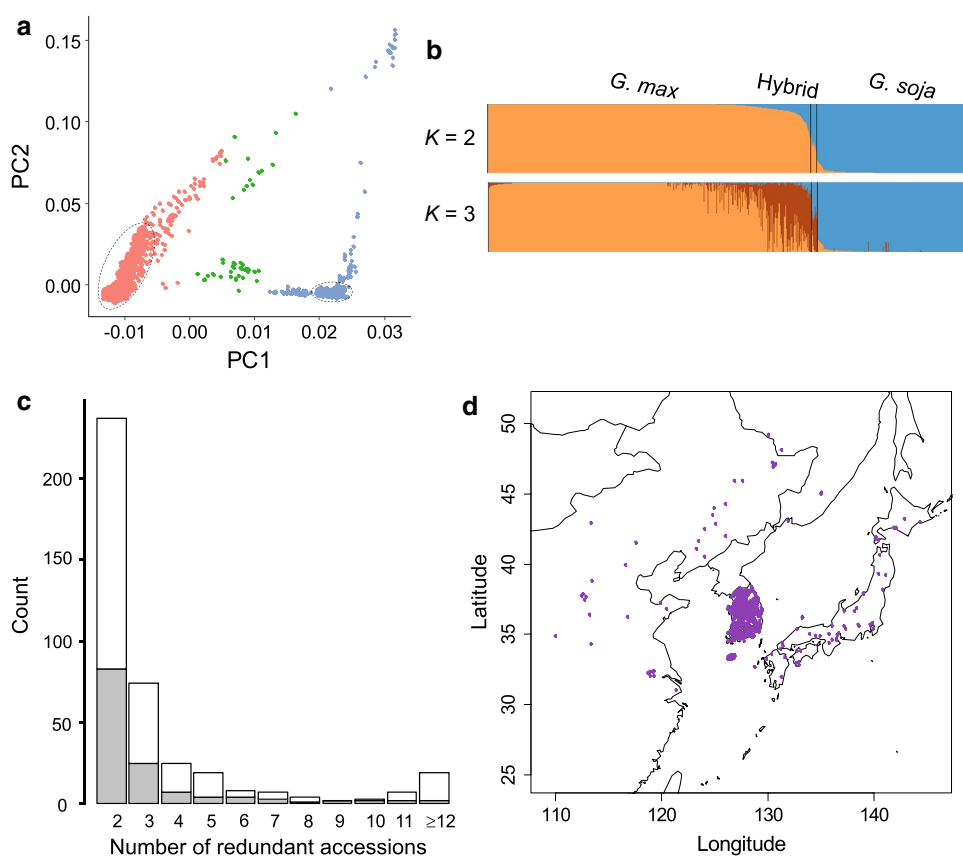 a
0.15
0.10
0.05
0.00
PC2
-0.01
0.00
0.01
0.02
0.03
PC1
b
G. max
Hybrid
G. soja
K = 2
K = 3
c
200
150
100
50
0
Count
2
3
4
5
6
7
8
9
10
11
≥12
Number of redundant accessions
d
50
45
40
35
30
25
Latitude
110
120
130
140
Longitude